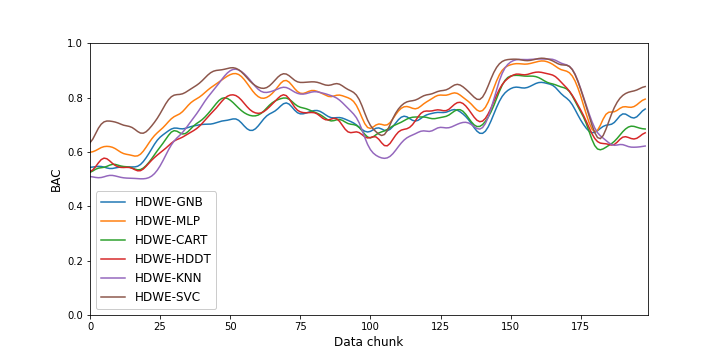 1.0
0.8
0.6
0.4
0.2
0.0
BAC
HDWE-GNB
HDWE-MLP
HDWE-CART
HDWE-HDDT
HDWE-KNN
HDWE-SVC
0 25 50 75 100 125 150 175
Data chunk